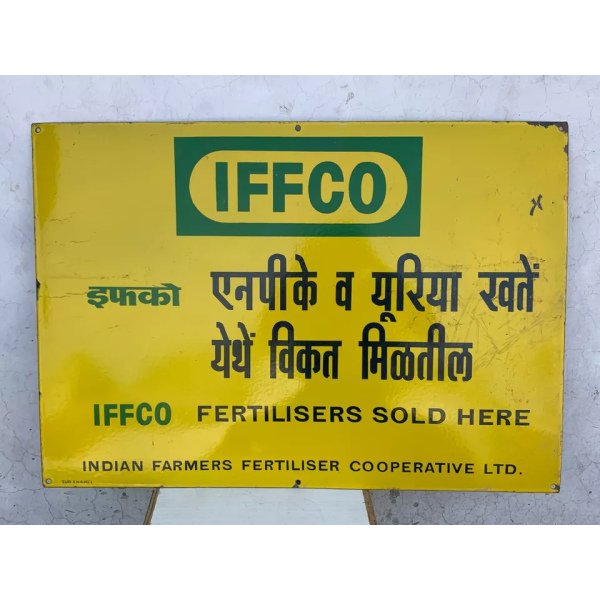 IFFCO
इफको एनपीके व यूरिया खतें
येथें विकत मिळतील
IFFCO FERTILISERS SOLD HERE
INDIAN FARMERS FERTILISER COOPERATIVE LTD.